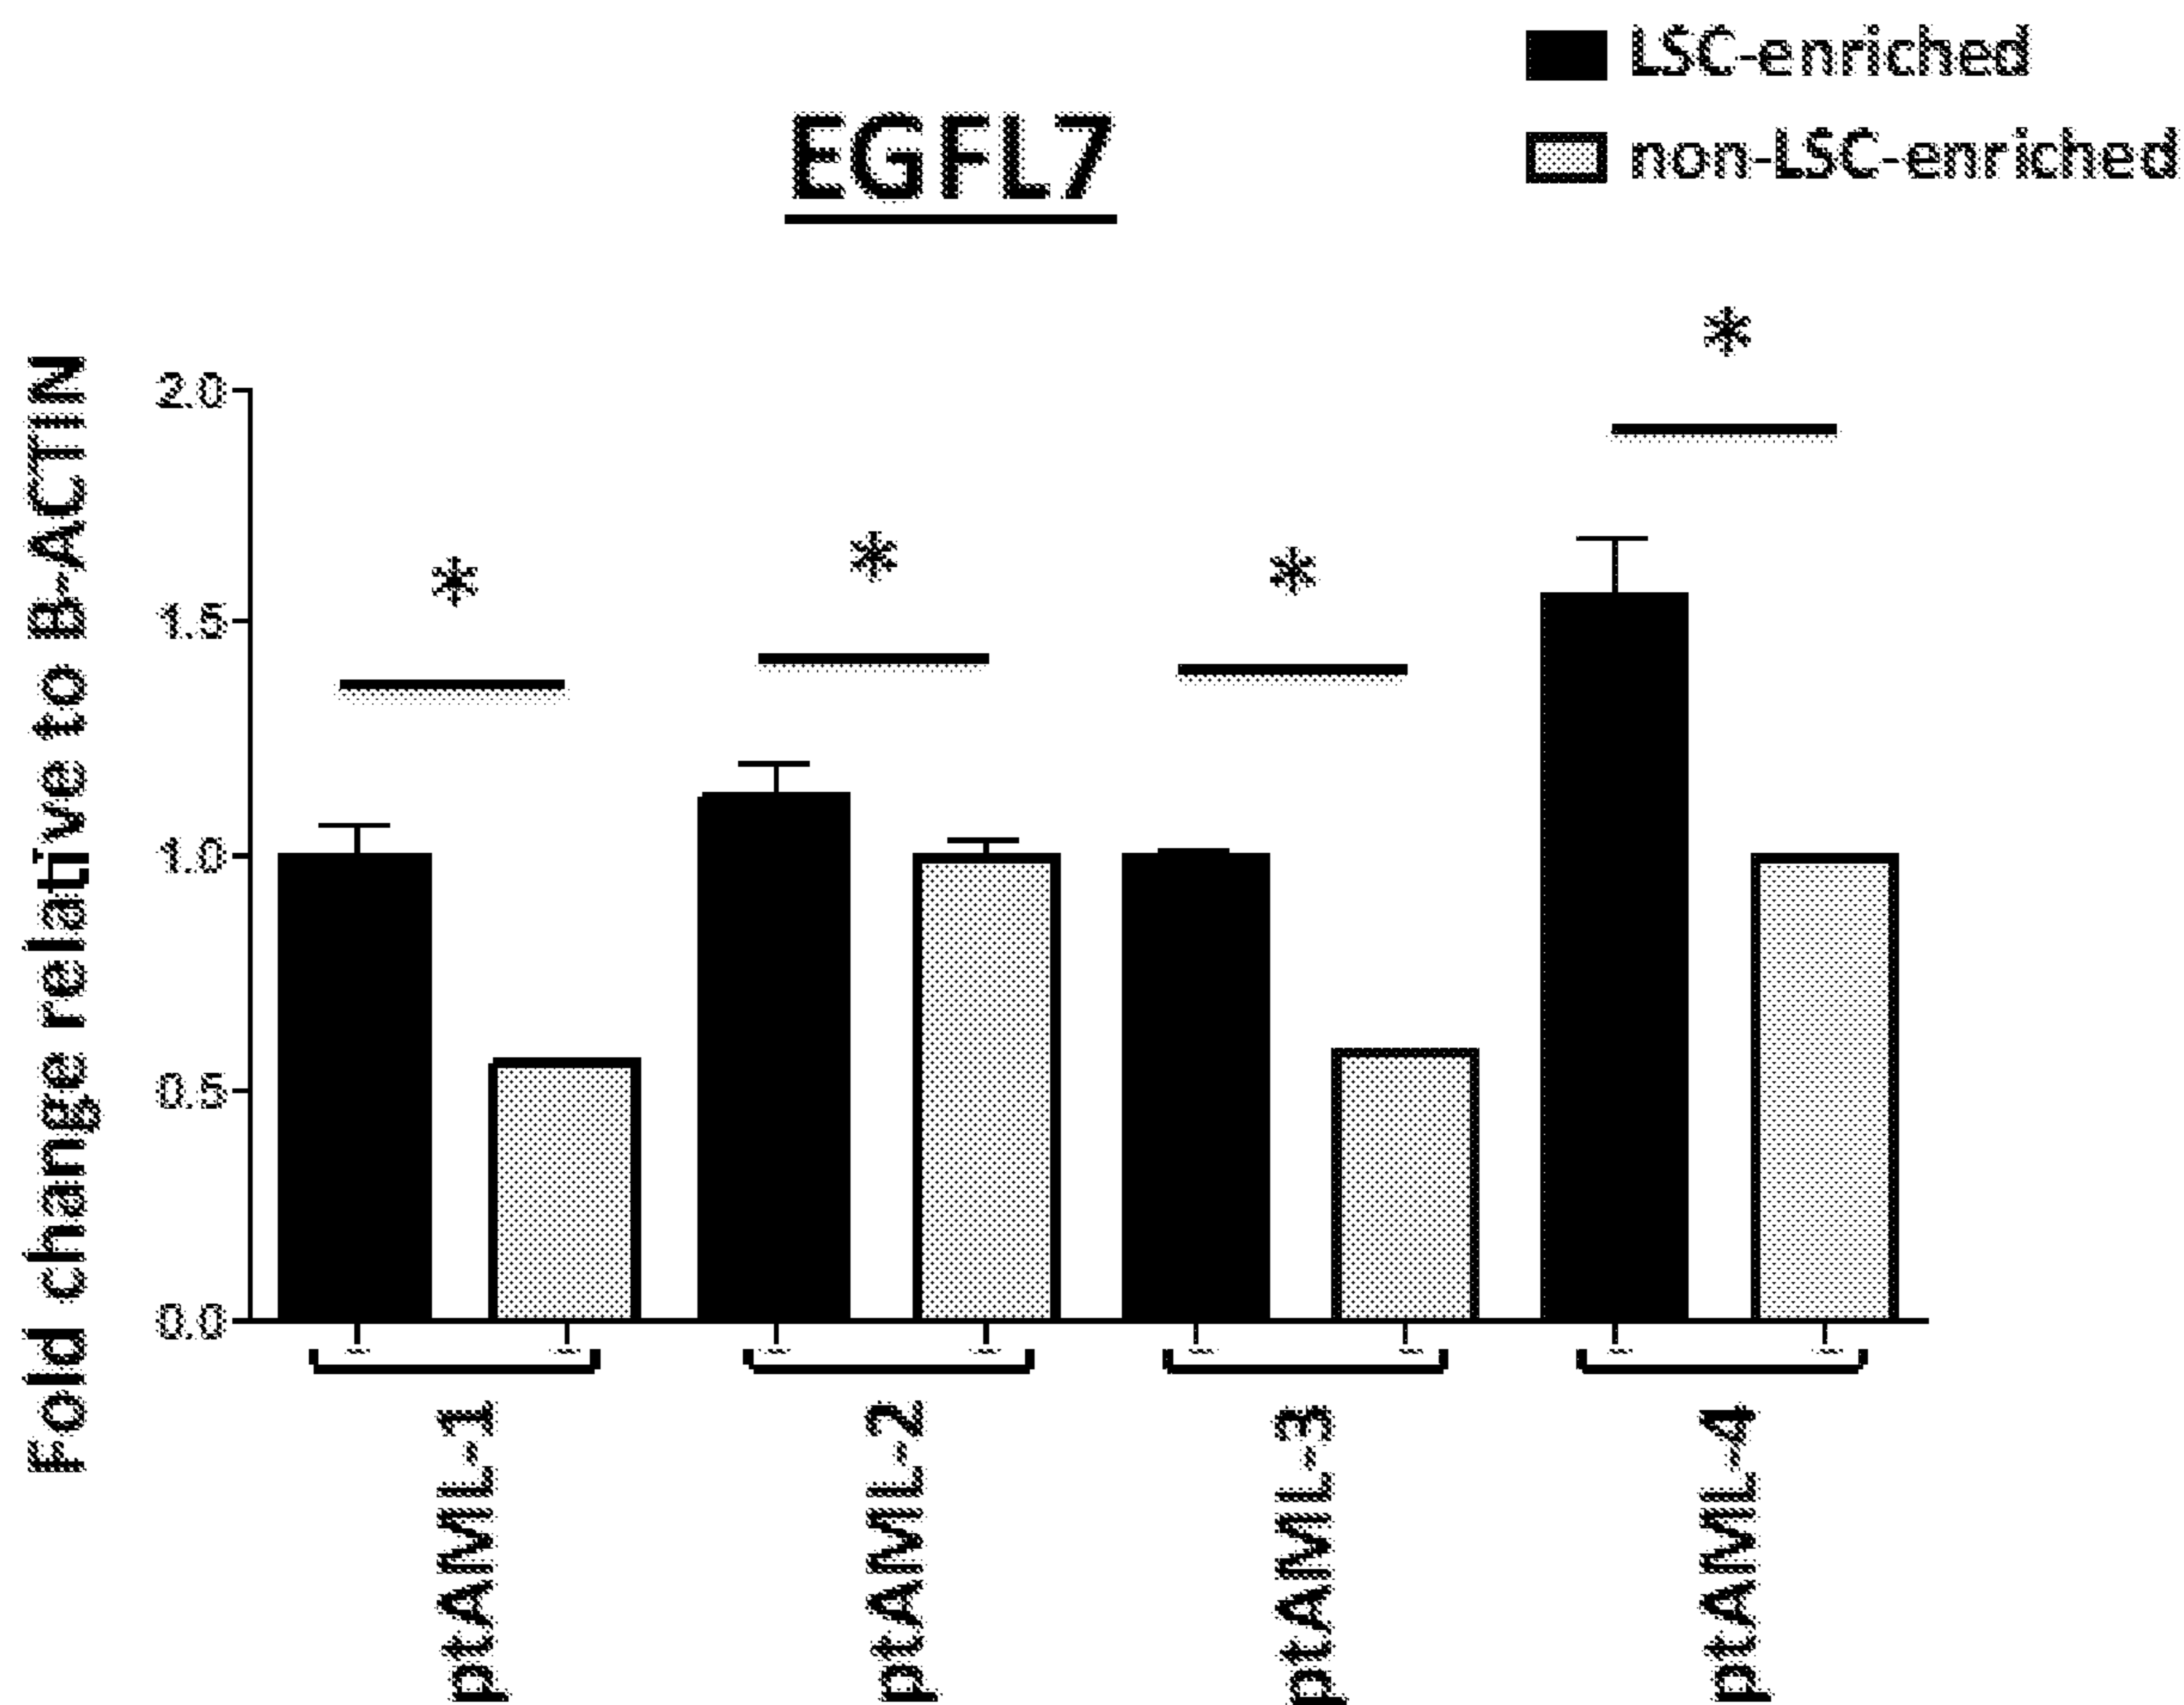 LSC-enriched
non-LSC-enriched
EGFL7
Fold change relative to B-ACTIN
2.0
1.5
1.0
0.5
0.0
*
*
*
*
ptAML-1
ptAML-2
ptAML-3
ptAML-4